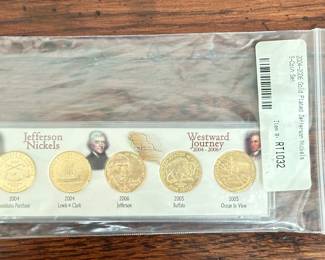 Jefferson
Nickels
Westward
Journey
2004 - 2006
2004
Louisiana Purchase
2004
Lewis & Clark
2006
Jefferson
2005
Buffalo
2005
Ocean In View
2004-2006 Gold Plated Jefferson Nickels
5-Coin Set
Item #: RT1032